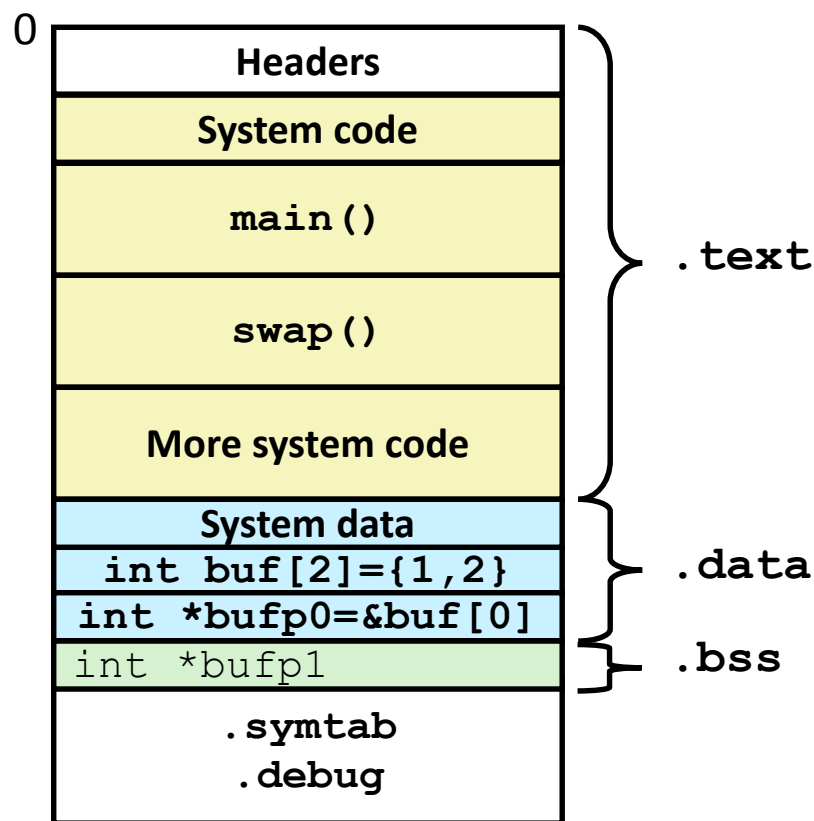 0
Headers
System code
main()
swap()
More system code
.text
System data
int buf[2]={1,2}
int *bufp0=&buf[0]
.data
int *bufp1
.bss
.symtab
.debug